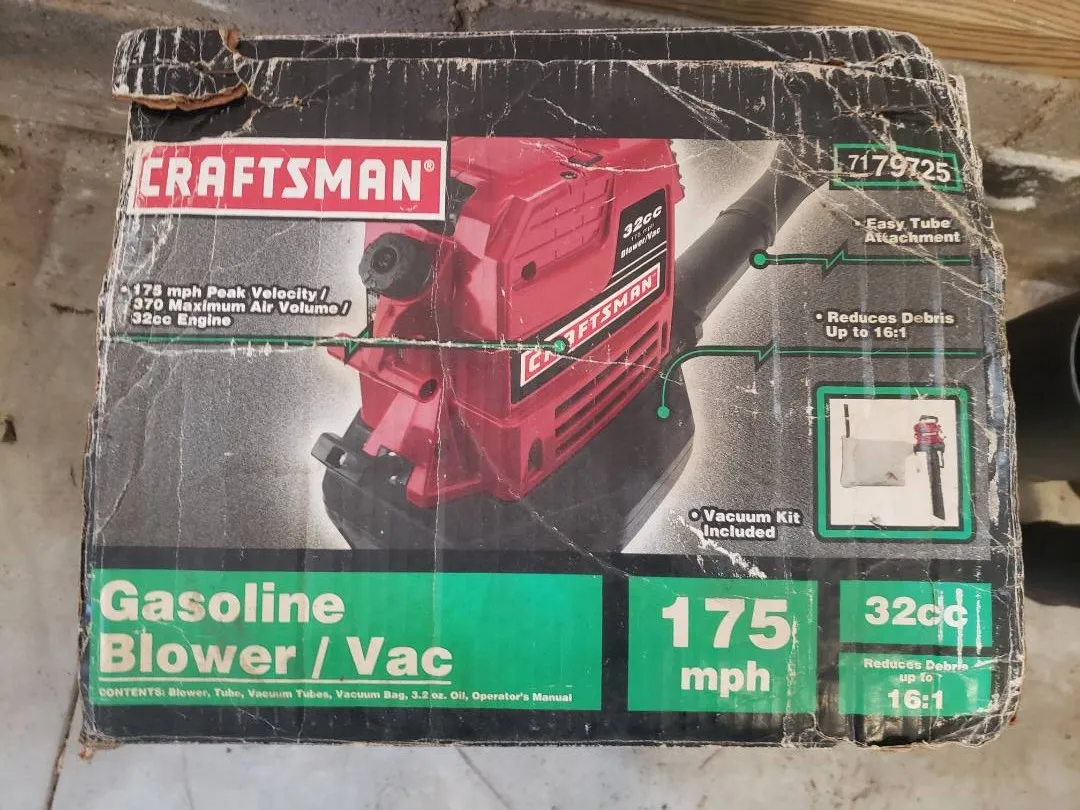 CRAFTSMAN®
7179725
32cc
175 mph
Blower/Vac
CRAFTSMAN
• Easy Tube
Attachment
• 175 mph Peak Velocity /
370 Maximum Air Volume /
32cc Engine
• Reduces Debris
Up to 16:1
• Vacuum Kit
Included
Gasoline
Blower / Vac
CONTENTS: Blower, Tube, Vacuum Tubes, Vacuum Bag, 3.2 oz. Oil, Operator's Manual
175
mph
32cc
Reduces Debris
up to
16:1